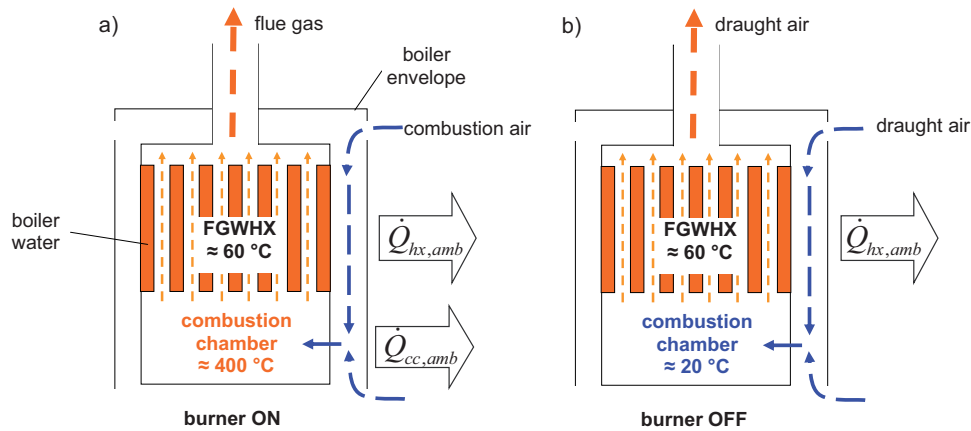 a)
flue gas
boiler
envelope
combustion air
boiler
water
FGWHX
≈ 60 °C
Q̇hx,amb
combustion
chamber
≈ 400 °C
Q̇cc,amb
burner ON
b)
draught air
draught air
FGWHX
≈ 60 °C
Q̇hx,amb
combustion
chamber
≈ 20 °C
burner OFF